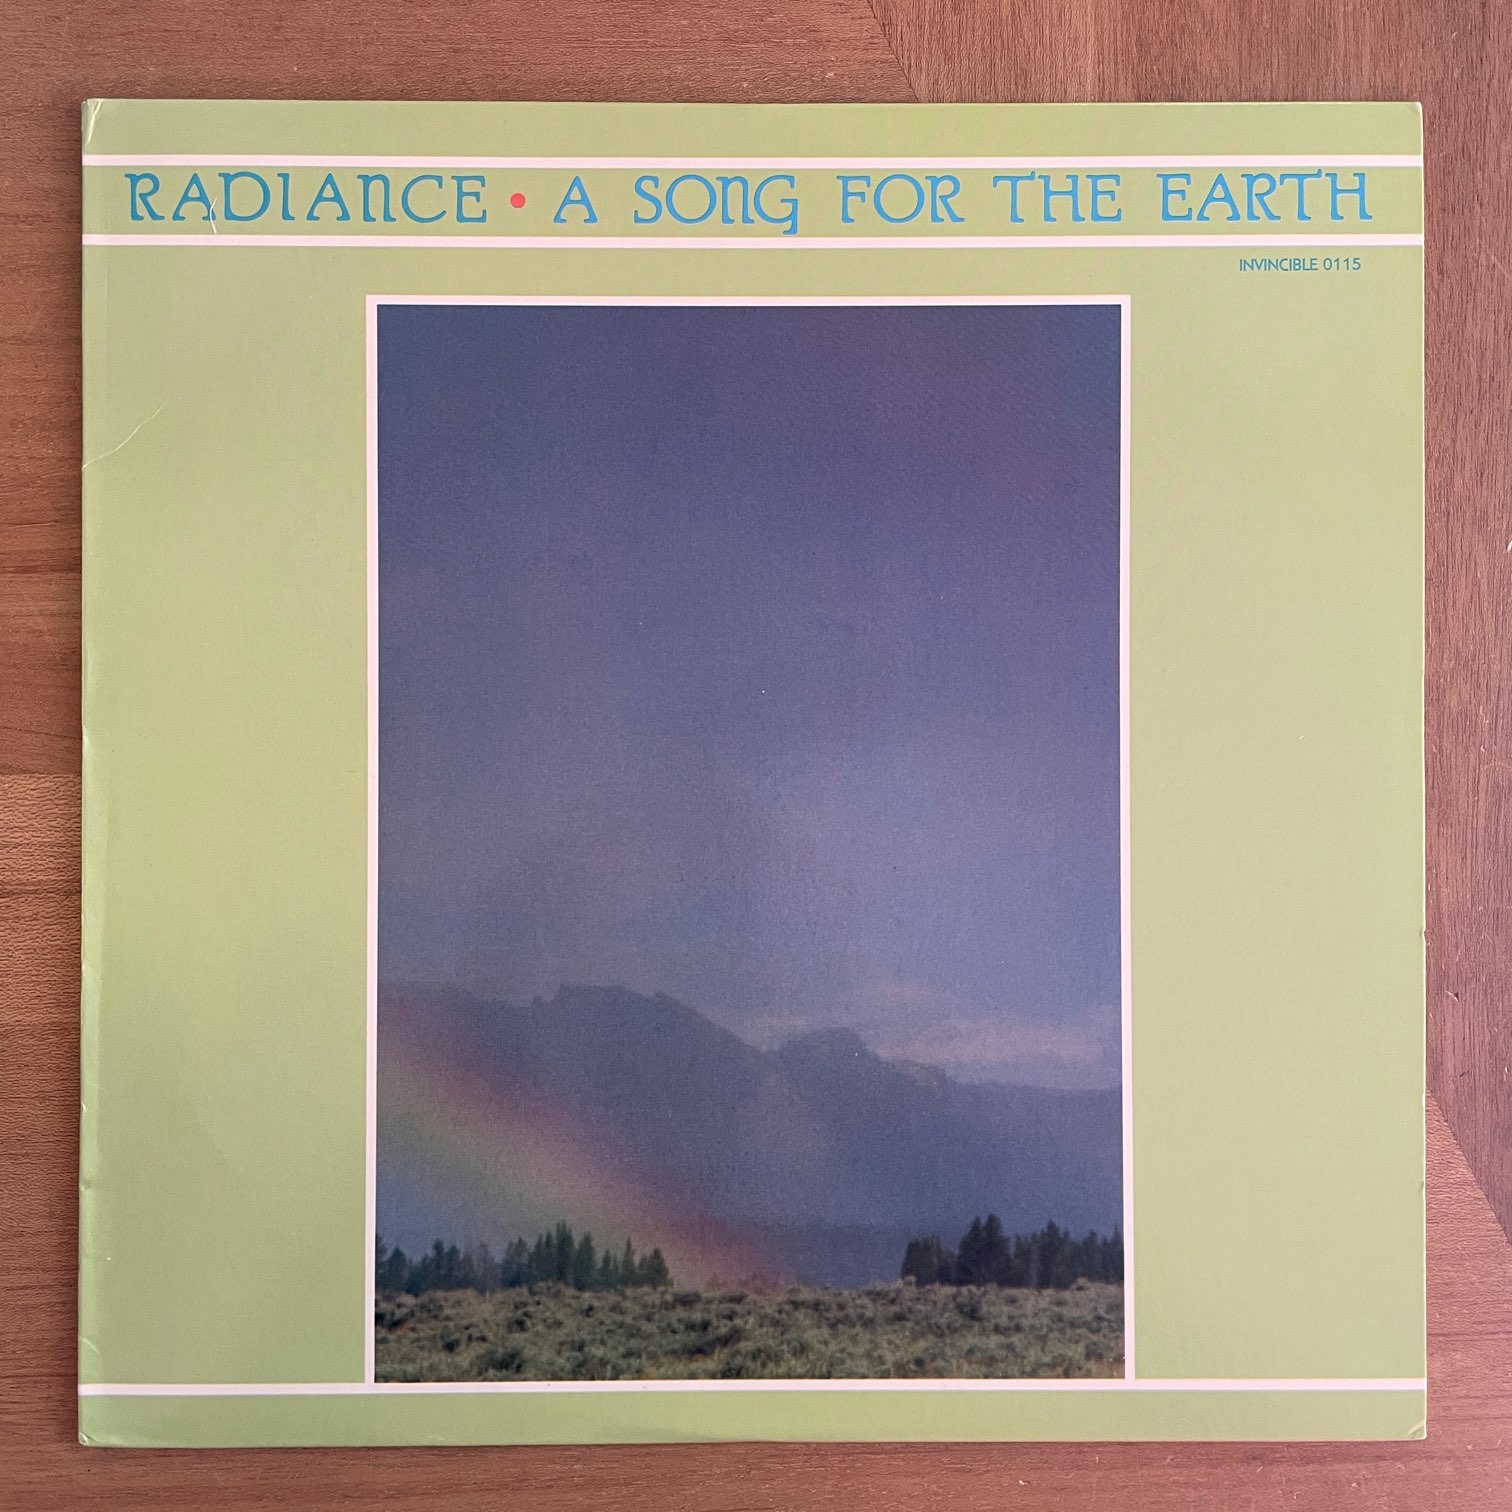 RADIANCE • A SONG FOR THE EARTH
INVINCIBLE 0115